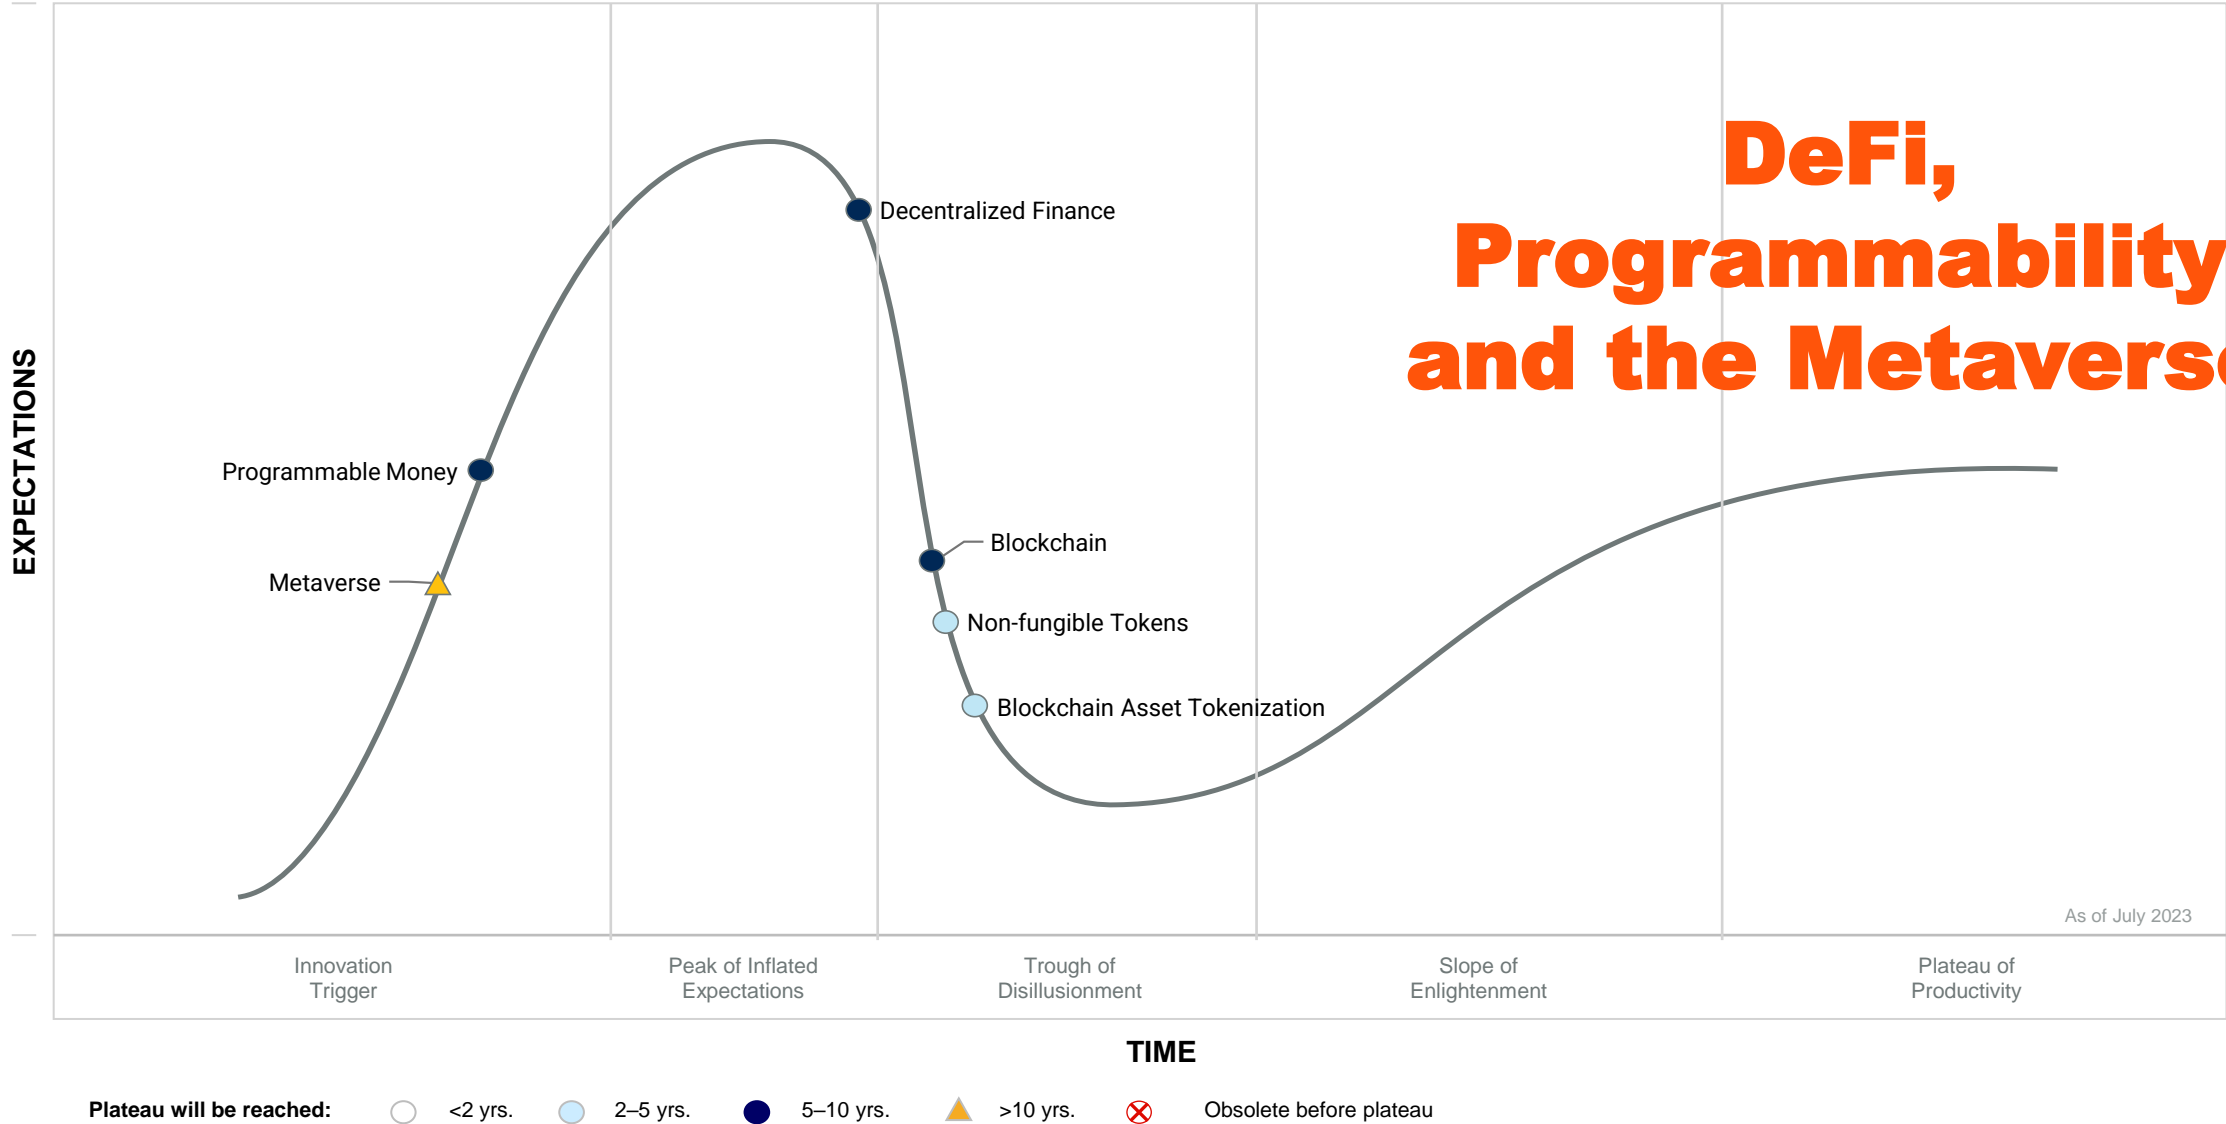 DeFi,
Programmability
and the Metaverse
Decentralized Finance
EXPECTATIONS
Programmable Money
Blockchain
Metaverse
Non-fungible Tokens
Blockchain Asset Tokenization
As of July 2023
Innovation
Trigger
Peak of Inflated
Expectations
Trough of
Disillusionment
Slope of
Enlightenment
Plateau of
Productivity
TIME
Plateau will be reached: <2 yrs. 2–5 yrs. 5–10 yrs. >10 yrs. Obsolete before plateau